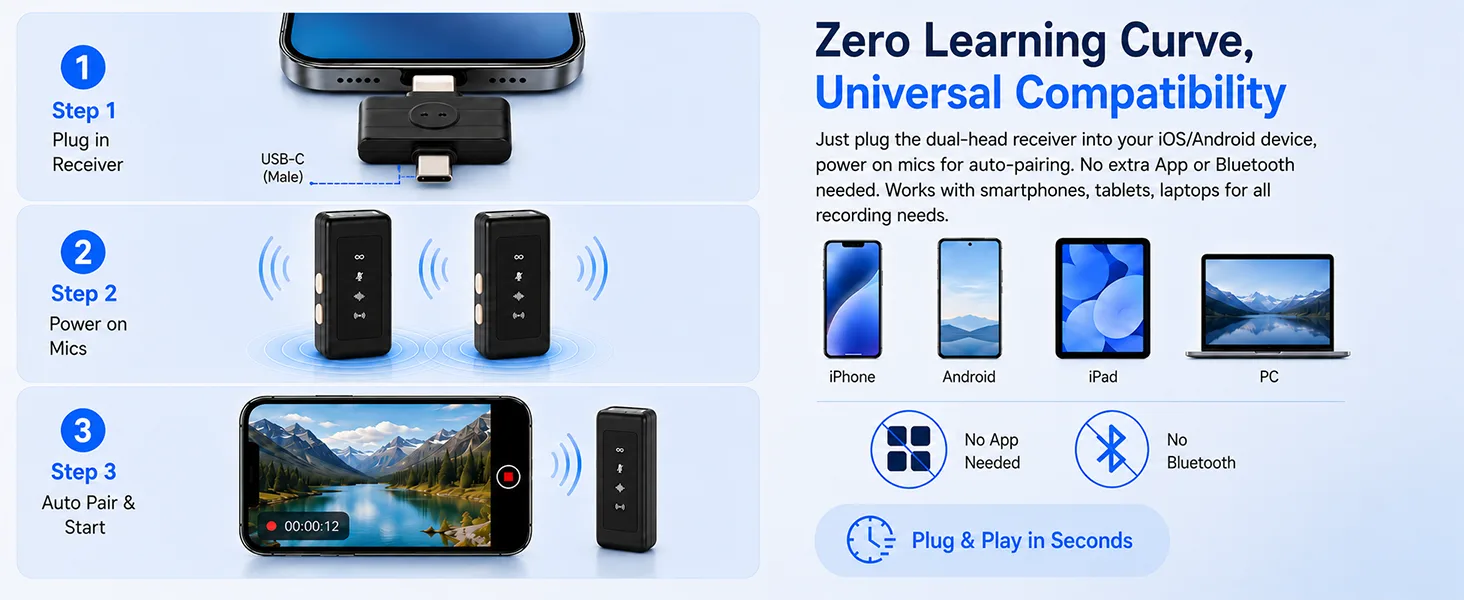 1
Step 1
Plug in
Receiver
USB-C
(Male)
2
Step 2
Power on
Mics
3
Step 3
Auto Pair &
Start
00:00:12
Zero Learning Curve,
Universal Compatibility
Just plug the dual-head receiver into your iOS/Android device,
power on mics for auto-pairing. No extra App or Bluetooth
needed. Works with smartphones, tablets, laptops for all
recording needs.
iPhone
Android
iPad
PC
No App
Needed
No
Bluetooth
Plug & Play in Seconds